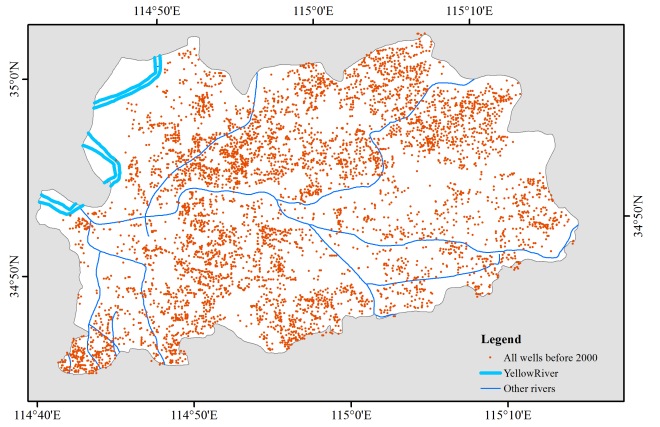 114°50'E 115°0'E 115°10'E
35°0'N
34°50'N
34°50'N
Legend
All wells before 2000
YellowRiver
Other rivers
114°40'E 114°50'E 115°0'E 115°10'E